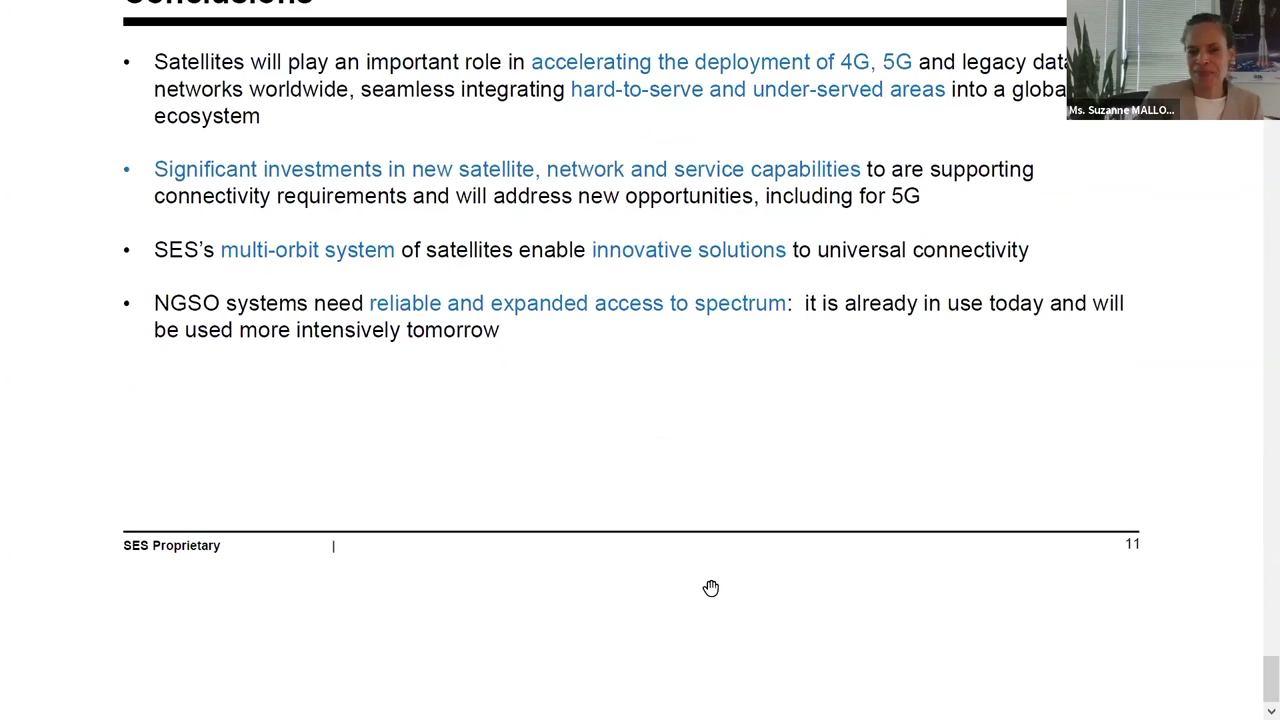 Conclusions
• Satellites will play an important role in accelerating the deployment of 4G, 5G and legacy data
networks worldwide, seamless integrating hard-to-serve and under-served areas into a global
ecosystem
• Significant investments in new satellite, network and service capabilities to are supporting
connectivity requirements and will address new opportunities, including for 5G
• SES’s multi-orbit system of satellites enable innovative solutions to universal connectivity
• NGSO systems need reliable and expanded access to spectrum: it is already in use today and will
be used more intensively tomorrow
SES Proprietary | 11
Ms. Suzanne MALLO...